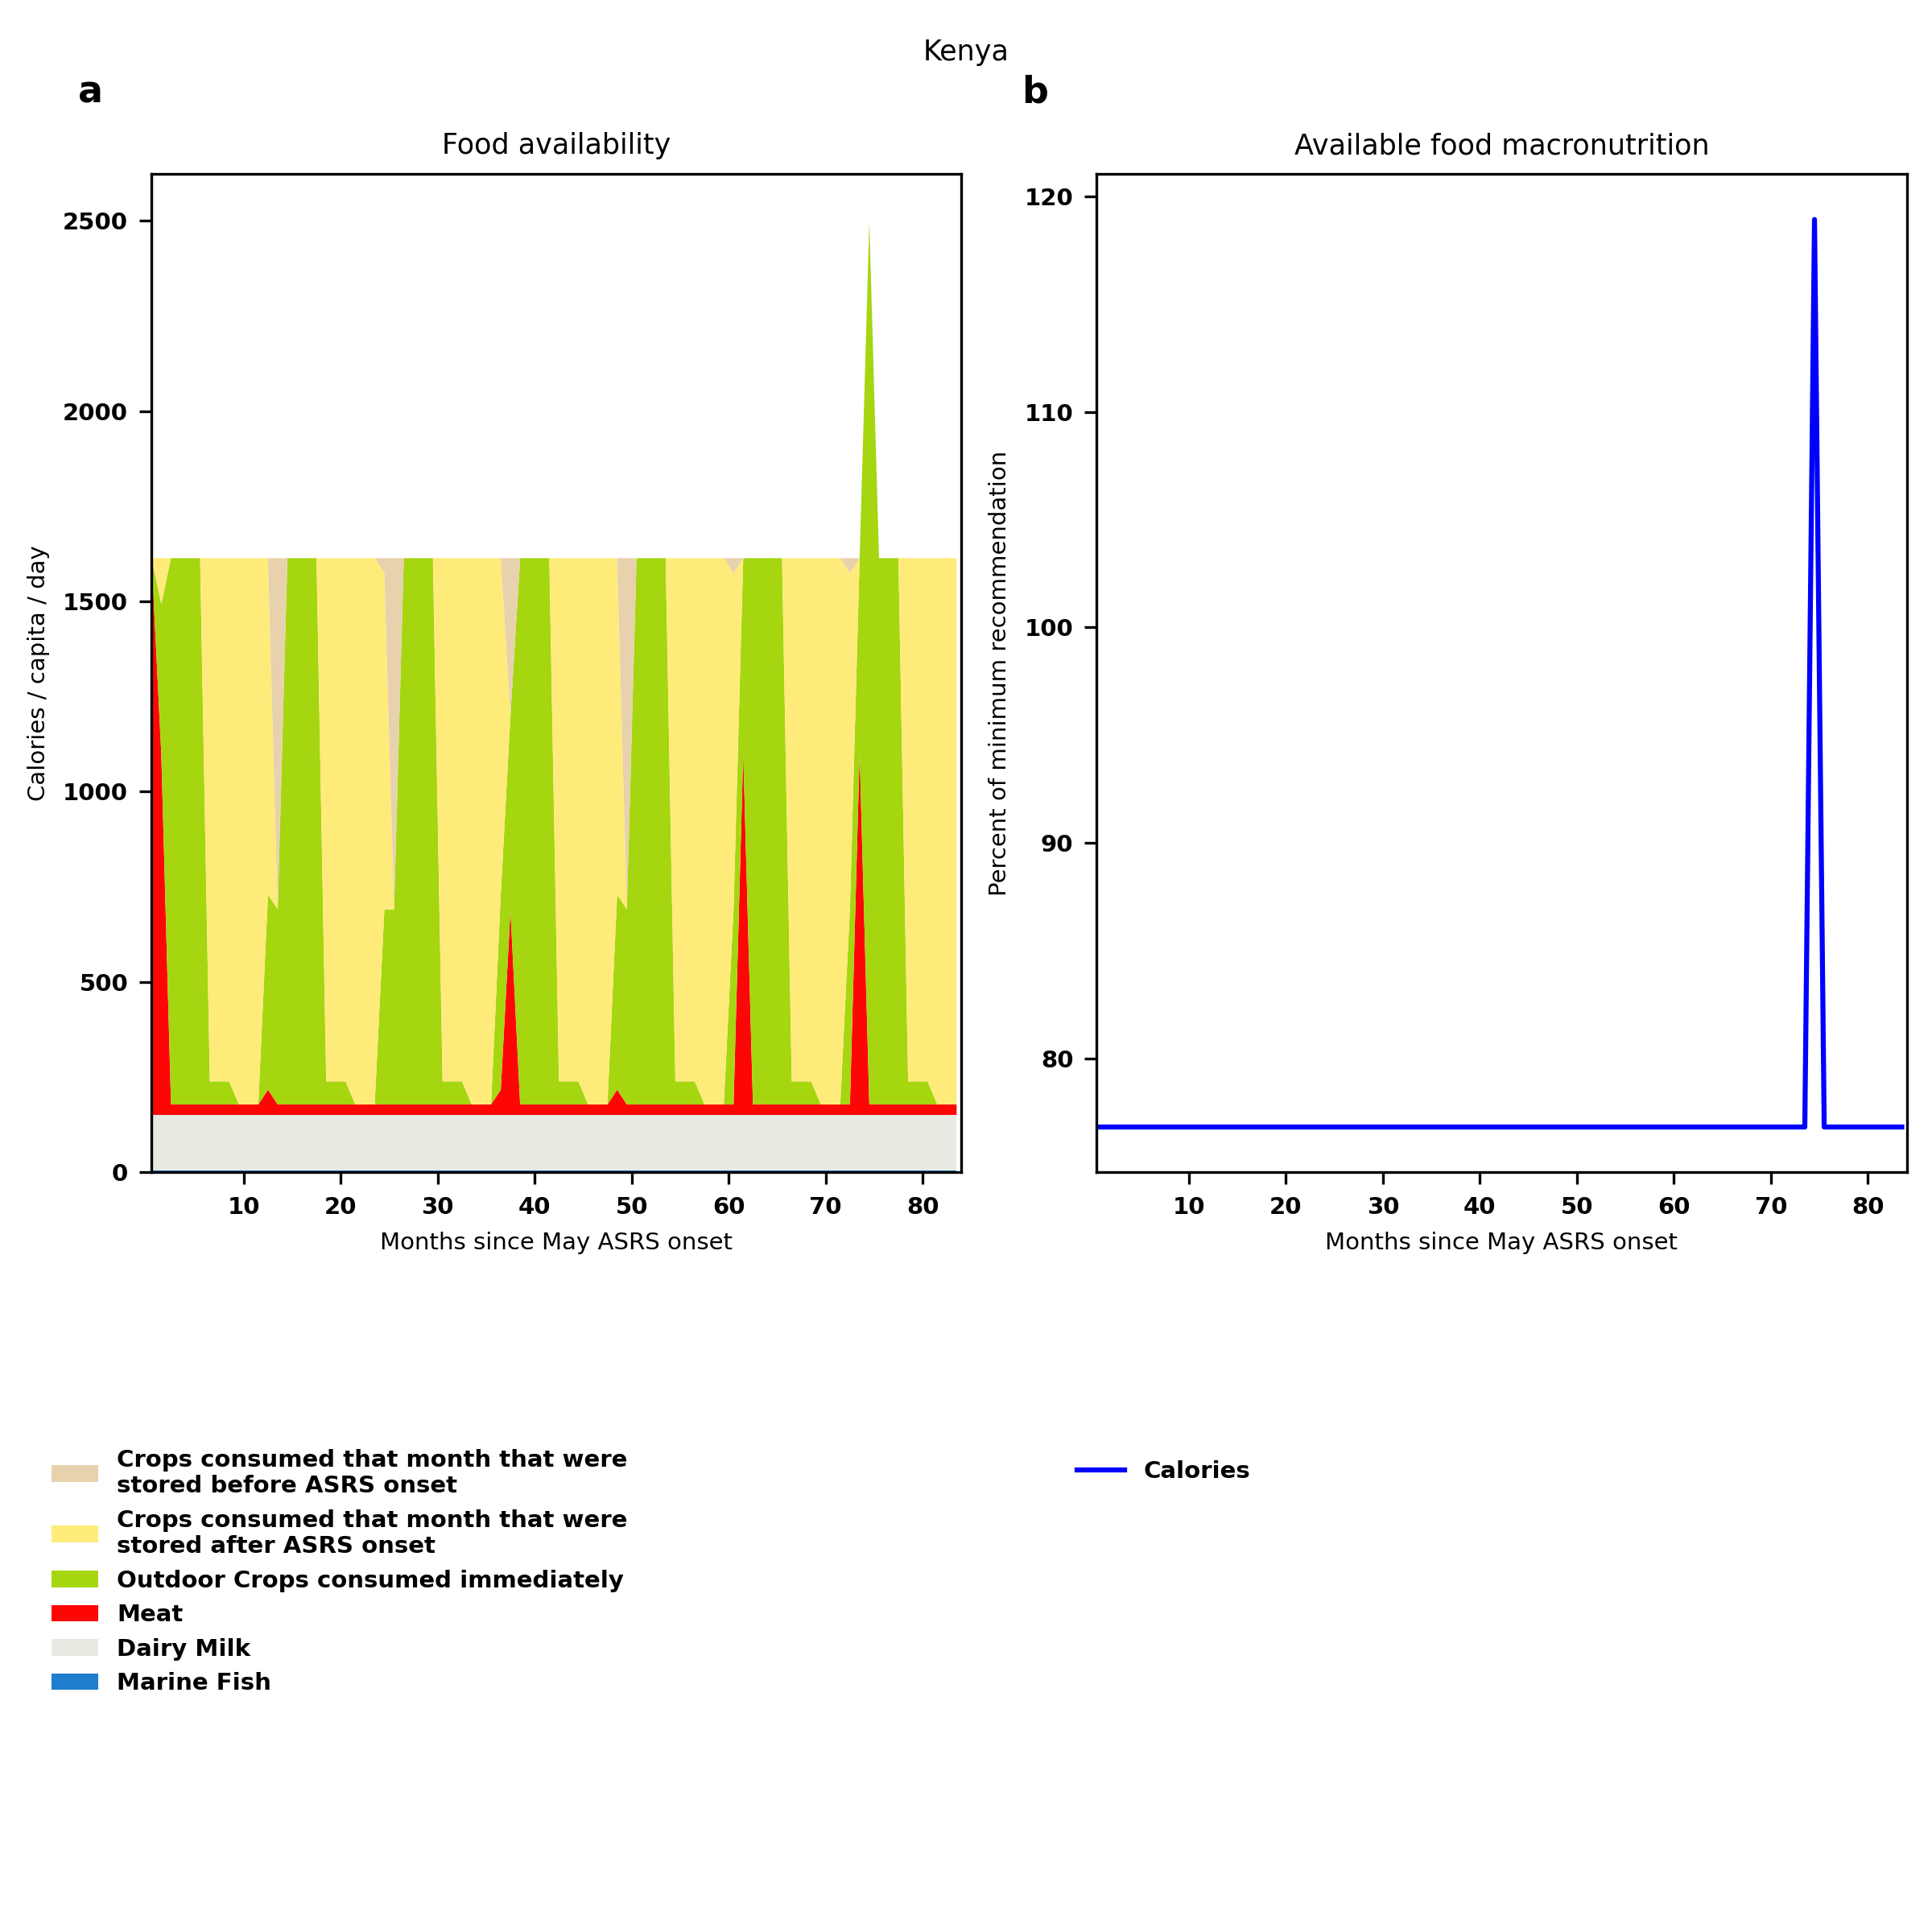 Kenya
a
b
Food availability
Available food macronutrition
Calories / capita / day
2500
2000
1500
1000
500
0
10 20 30 40 50 60 70 80
Months since May ASRS onset
Percent of minimum recommendation
120
110
100
90
80
10 20 30 40 50 60 70 80
Months since May ASRS onset
Crops consumed that month that were
stored before ASRS onset
Crops consumed that month that were
stored after ASRS onset
Outdoor Crops consumed immediately
Meat
Dairy Milk
Marine Fish
Calories